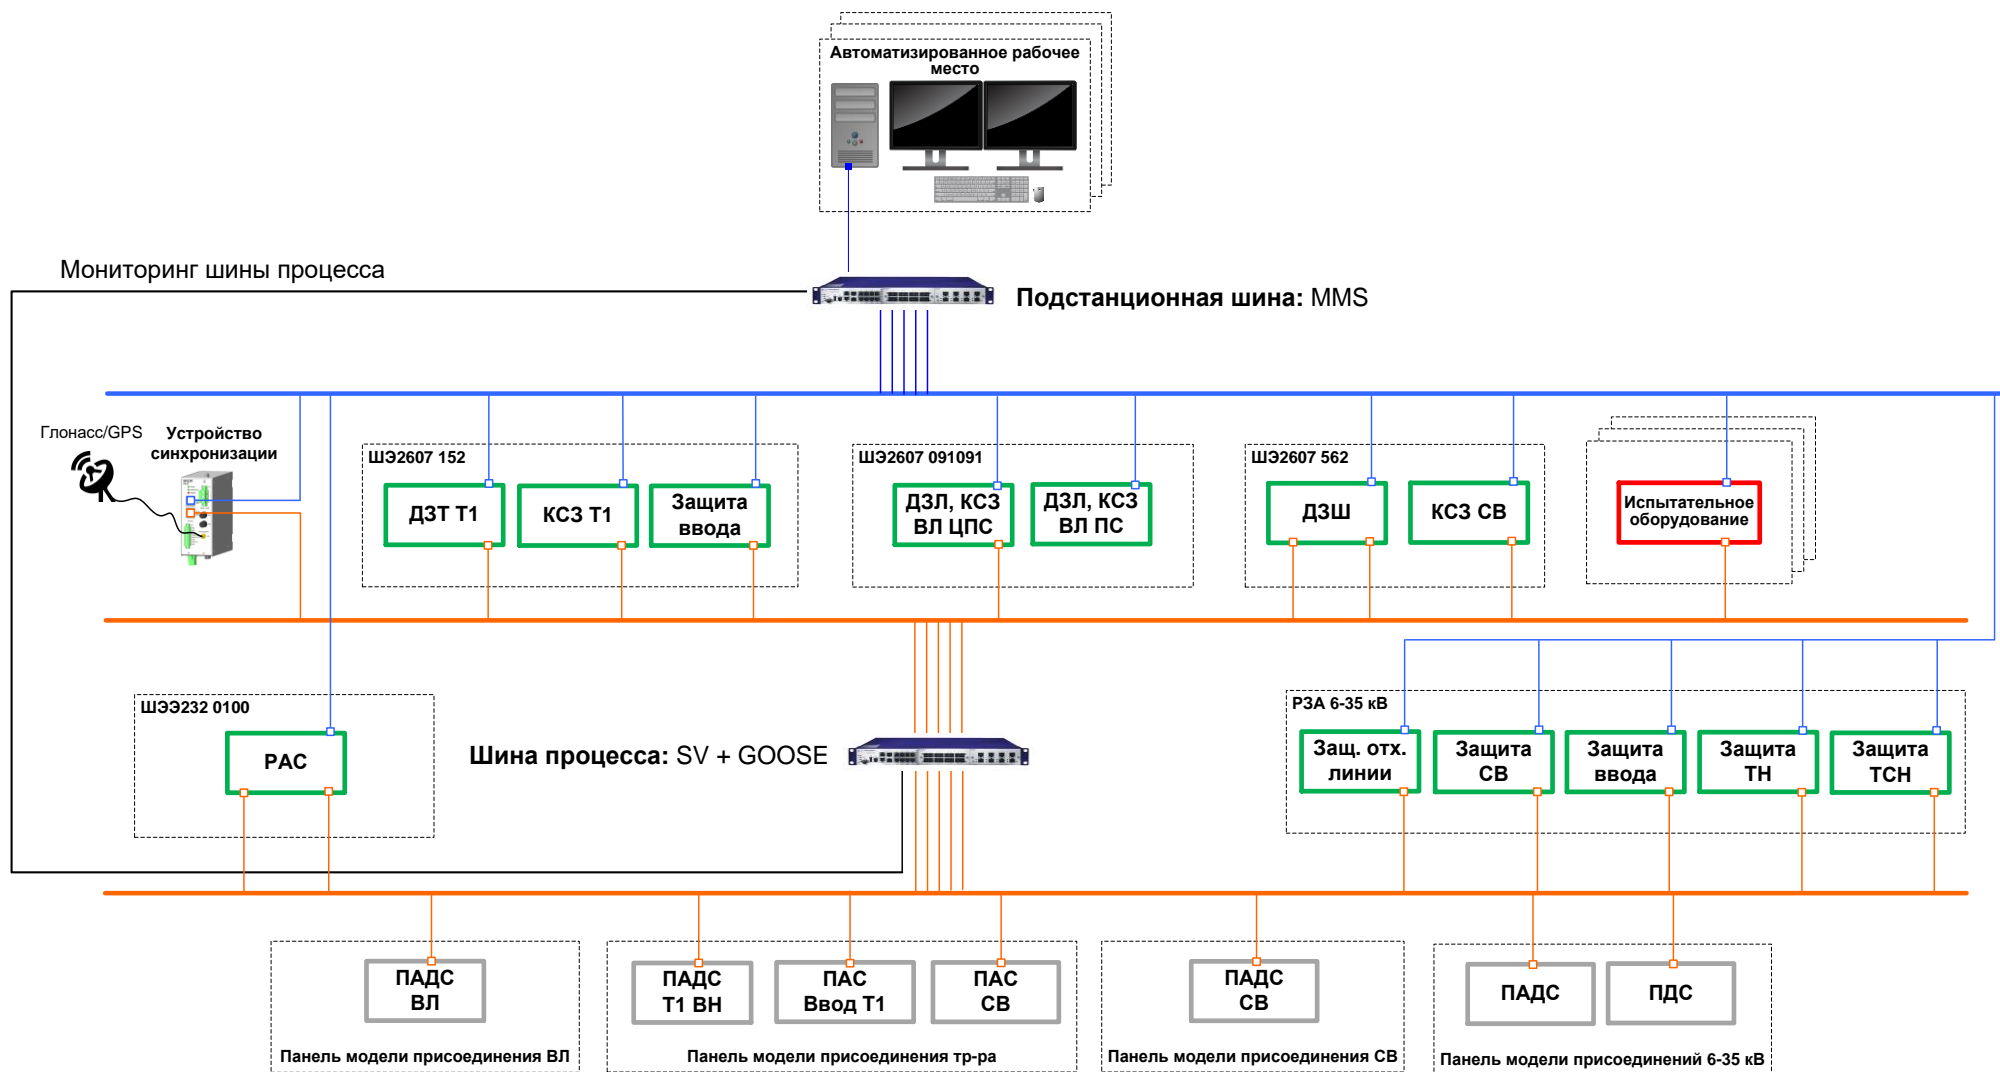 Автоматизированное рабочее
место
Мониторинг шины процесса
Подстанционная шина: MMS
Глонасс/GPS
Устройство
синхронизации
ШЭ2607 152
ДЗТ Т1
КСЗ Т1
Защита
ввода
ШЭ2607 091091
ДЗЛ, КСЗ
ВЛ ЦПС
ДЗЛ, КСЗ
ВЛ ПС
ШЭ2607 562
ДЗШ
КСЗ СВ
Испытательное
оборудование
ШЭЭ232 0100
РАС
Шина процесса: SV + GOOSE
РЗА 6-35 кВ
Защ. отх.
линии
Защита
СВ
Защита
ввода
Защита
ТН
Защита
ТСН
ПАДС
ВЛ
Панель модели присоединения ВЛ
ПАДС
Т1 ВН
ПАС
Ввод Т1
ПАС
СВ
Панель модели присоединения тр-ра
ПАДС
СВ
Панель модели присоединения СВ
ПАДС
ПДС
Панель модели присоединений 6-35 кВ